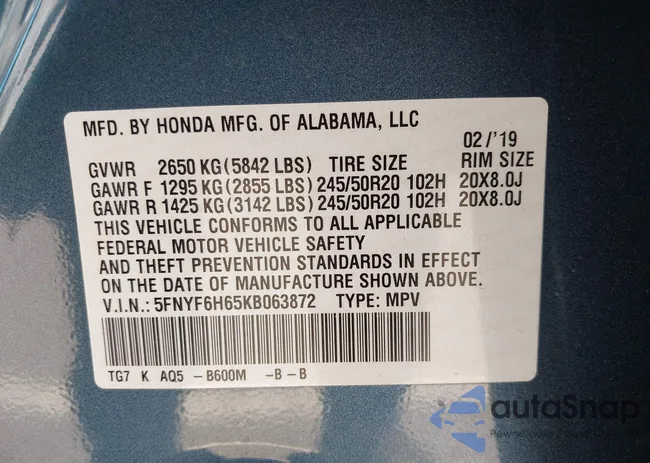 MFD. BY HONDA MFG. OF ALABAMA, LLC
02 /'19
GVWR 2650 KG(5842 LBS) TIRE SIZE RIM SIZE
GAWR F 1295 KG(2855 LBS) 245/50R20 102H 20X8.0J
GAWR R 1425 KG(3142 LBS) 245/50R20 102H 20X8.0J
THIS VEHICLE CONFORMS TO ALL APPLICABLE
FEDERAL MOTOR VEHICLE SAFETY
AND THEFT PREVENTION STANDARDS IN EFFECT
ON THE DATE OF MANUFACTURE SHOWN ABOVE.
V.I.N.: 5FNYF6H65KB063872 TYPE: MPV
TG7 K AQ5 -B600M -B -B
autoSnap